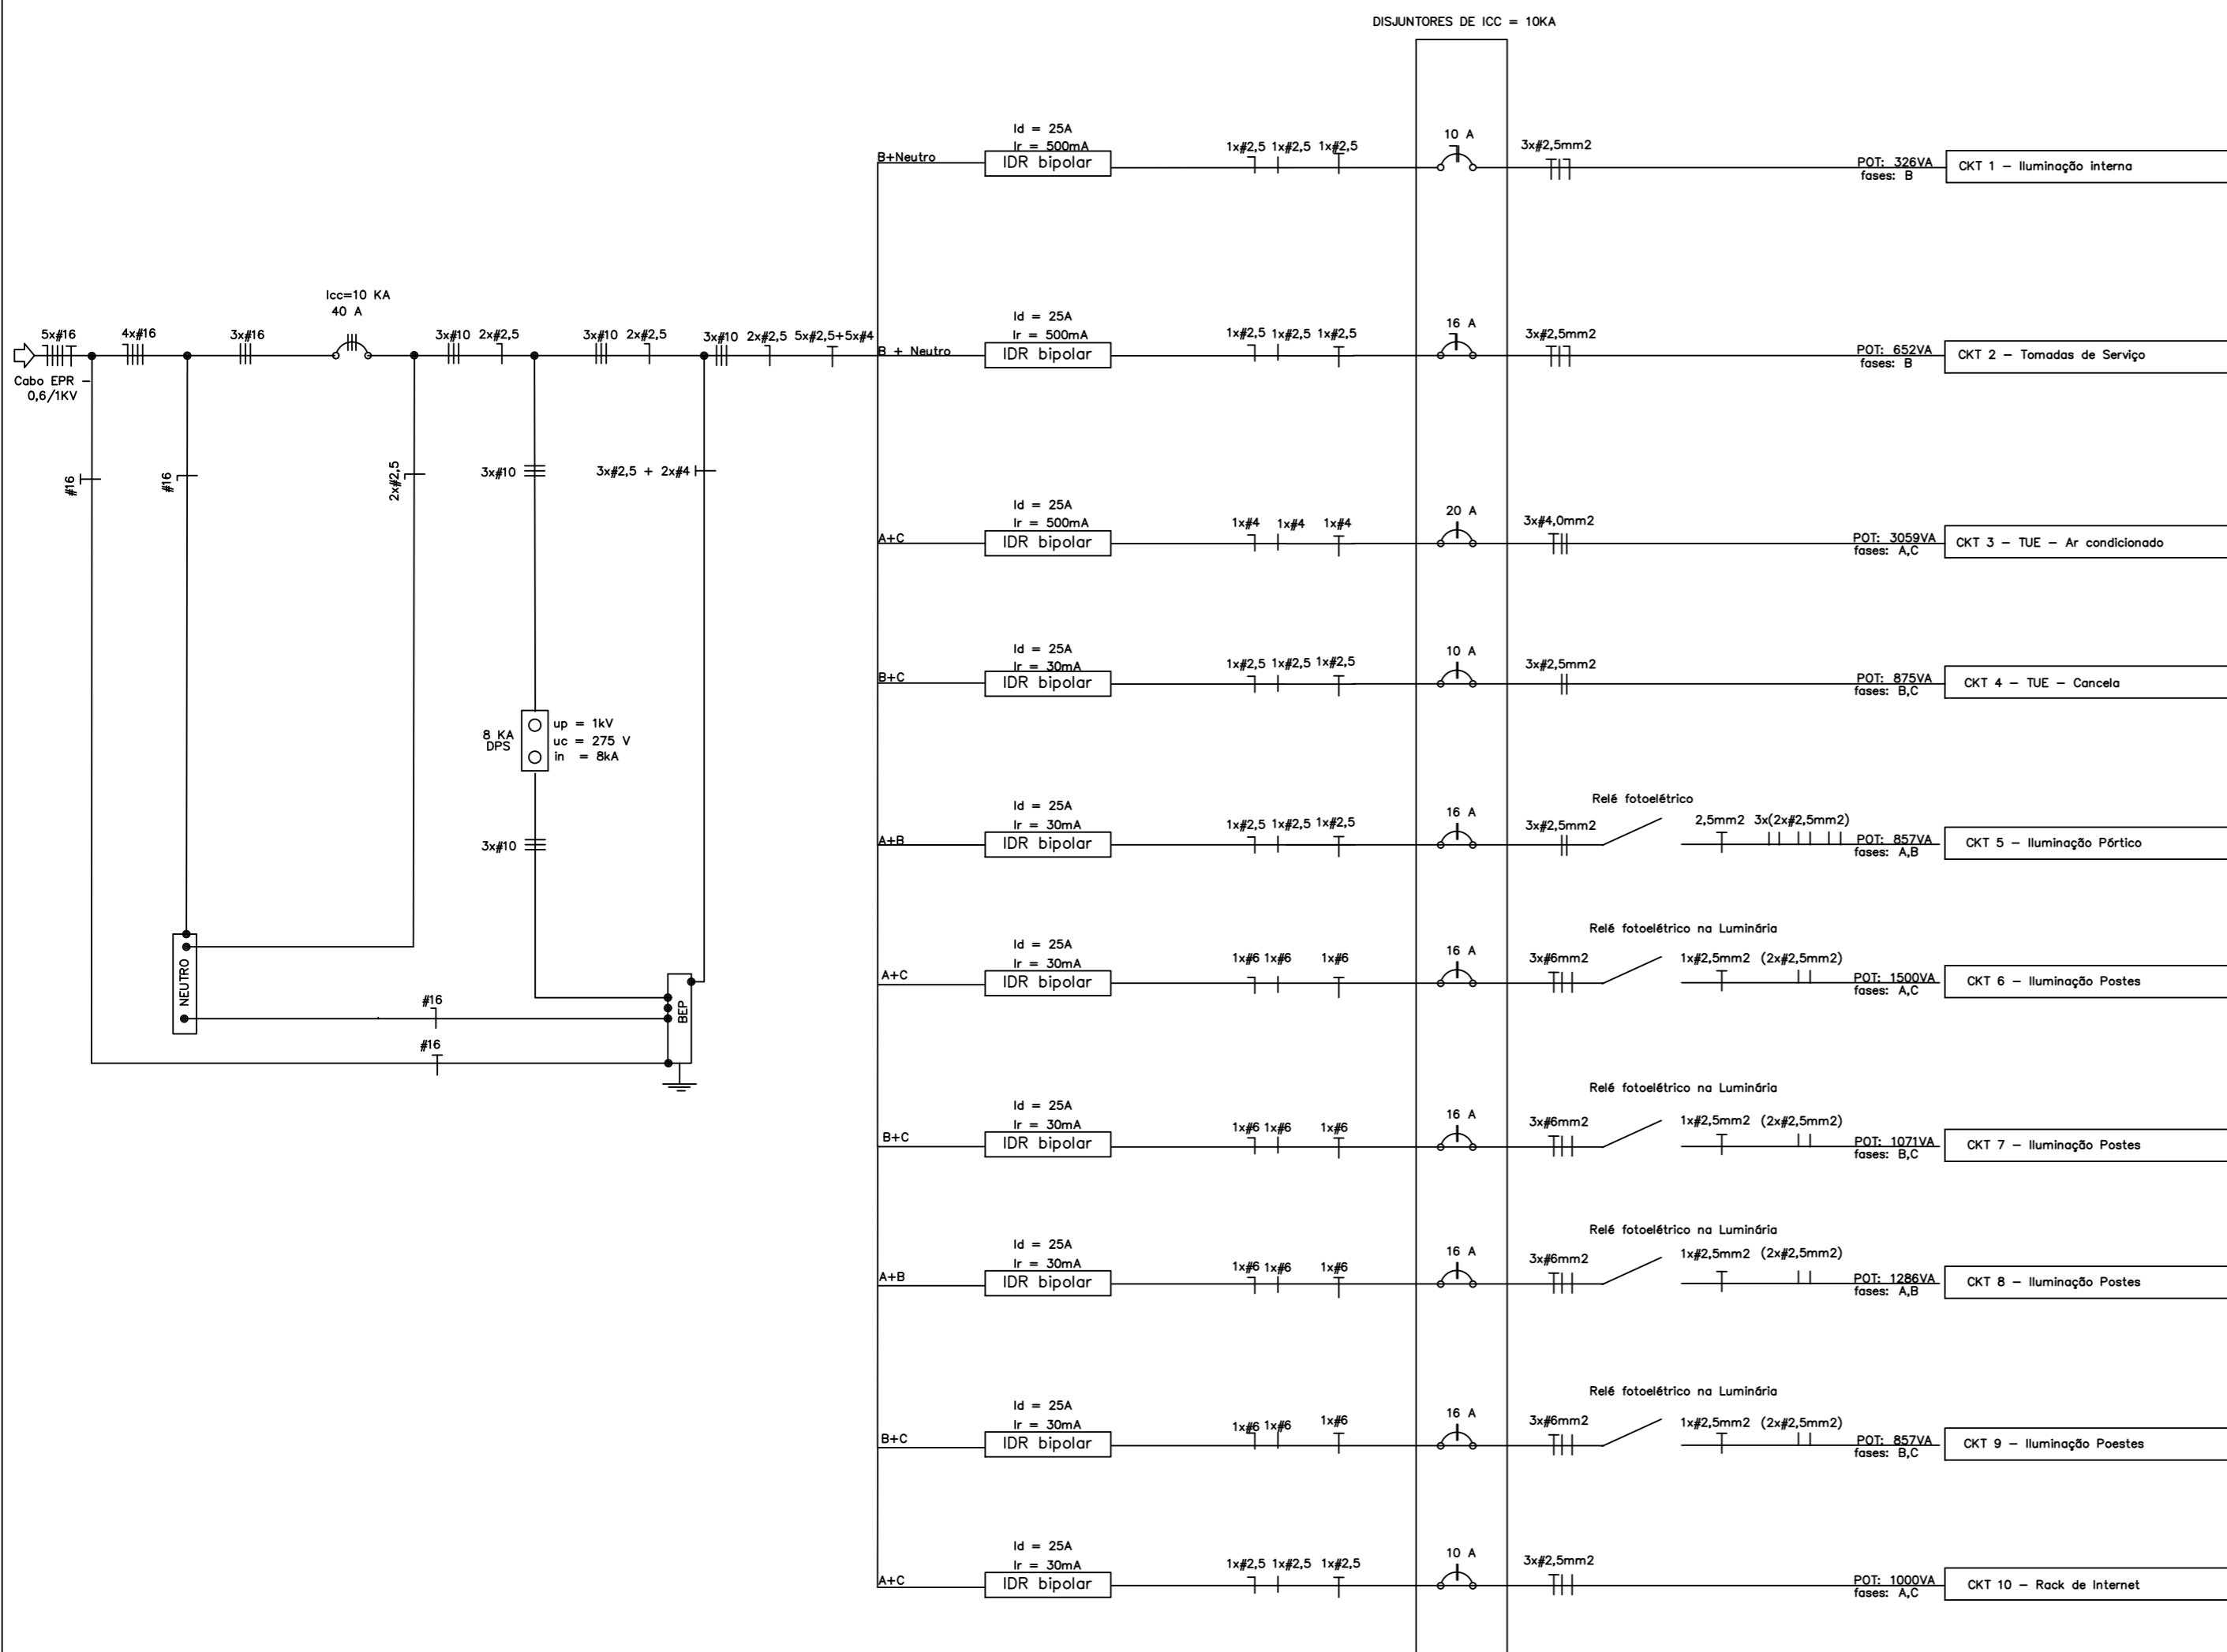 DISJUNTORES DE ICC = 10KA
Icc=10 KA
40 A
5x#16
4x#16
3x#16
3x#10 2x#2,5
3x#10 2x#2,5
3x#10 2x#2,5 5x#2,5+5x#4
Cabo EPR -
0,6/1KV
#16
#16
2x#2,5
3x#10
3x#2,5 + 2x#4
8 KA
DPS
up = 1kV
uc = 275 V
in = 8kA
3x#10
NEUTRO
BEP
#16
#16
B+Neutro
Id = 25A
Ir = 500mA
IDR bipolar
1x#2,5 1x#2,5 1x#2,5
10 A
3x#2,5mm2
POT: 326VA
fases: B
CKT 1 - Iluminação interna
B + Neutro
Id = 25A
Ir = 500mA
IDR bipolar
1x#2,5 1x#2,5 1x#2,5
16 A
3x#2,5mm2
POT: 652VA
fases: B
CKT 2 - Tomadas de Serviço
A+C
Id = 25A
Ir = 500mA
IDR bipolar
1x#4 1x#4 1x#4
20 A
3x#4,0mm2
POT: 3059VA
fases: A,C
CKT 3 - TUE - Ar condicionado
B+C
Id = 25A
Ir = 30mA
IDR bipolar
1x#2,5 1x#2,5 1x#2,5
10 A
3x#2,5mm2
POT: 875VA
fases: B,C
CKT 4 - TUE - Cancela
A+B
Id = 25A
Ir = 30mA
IDR bipolar
1x#2,5 1x#2,5 1x#2,5
16 A
3x#2,5mm2
Relé fotoelétrico
2,5mm2 3x(2x#2,5mm2)
POT: 857VA
fases: A,B
CKT 5 - Iluminação Pórtico
A+C
Id = 25A
Ir = 30mA
IDR bipolar
1x#6 1x#6 1x#6
16 A
3x#6mm2
Relé fotoelétrico na Luminária
1x#2,5mm2 (2x#2,5mm2)
POT: 1500VA
fases: A,C
CKT 6 - Iluminação Postes
B+C
Id = 25A
Ir = 30mA
IDR bipolar
1x#6 1x#6 1x#6
16 A
3x#6mm2
Relé fotoelétrico na Luminária
1x#2,5mm2 (2x#2,5mm2)
POT: 1071VA
fases: B,C
CKT 7 - Iluminação Postes
A+B
Id = 25A
Ir = 30mA
IDR bipolar
1x#6 1x#6 1x#6
16 A
3x#6mm2
Relé fotoelétrico na Luminária
1x#2,5mm2 (2x#2,5mm2)
POT: 1286VA
fases: A,B
CKT 8 - Iluminação Postes
B+C
Id = 25A
Ir = 30mA
IDR bipolar
1x#6 1x#6 1x#6
16 A
3x#6mm2
Relé fotoelétrico na Luminária
1x#2,5mm2 (2x#2,5mm2)
POT: 857VA
fases: B,C
CKT 9 - Iluminação Poestes
A+C
Id = 25A
Ir = 30mA
IDR bipolar
1x#2,5 1x#2,5 1x#2,5
10 A
3x#2,5mm2
POT: 1000VA
fases: A,C
CKT 10 - Rack de Internet